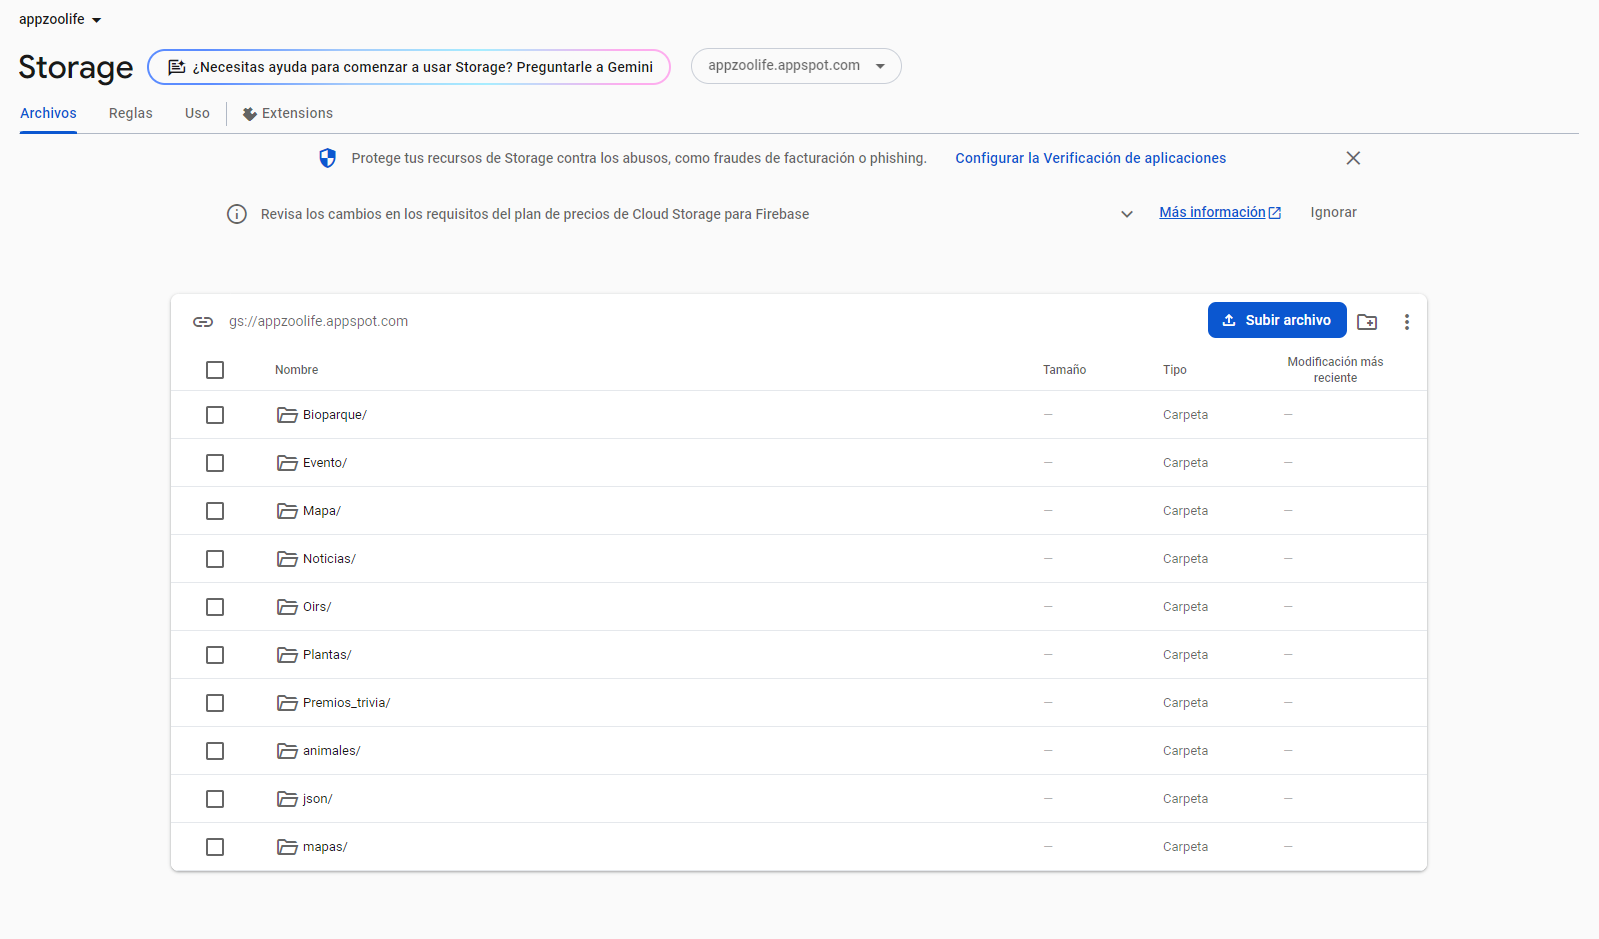 appzoolife
Storage
¿Necesitas ayuda para comenzar a usar Storage? Preguntarle a Gemini
appzoolife.appspot.com
Archivos Reglas Uso Extensions
Protege tus recursos de Storage contra los abusos, como fraudes de facturación o phishing. Configurar la Verificación de aplicaciones
Revisa los cambios en los requisitos del plan de precios de Cloud Storage para Firebase Más información Ignorar
gs://appzoolife.appspot.com Subir archivo
Nombre Tamaño Tipo Modificación más reciente
Bioparque/ — Carpeta —
Evento/ — Carpeta —
Mapa/ — Carpeta —
Noticias/ — Carpeta —
Oirs/ — Carpeta —
Plantas/ — Carpeta —
Premios_trivia/ — Carpeta —
animales/ — Carpeta —
json/ — Carpeta —
mapas/ — Carpeta —